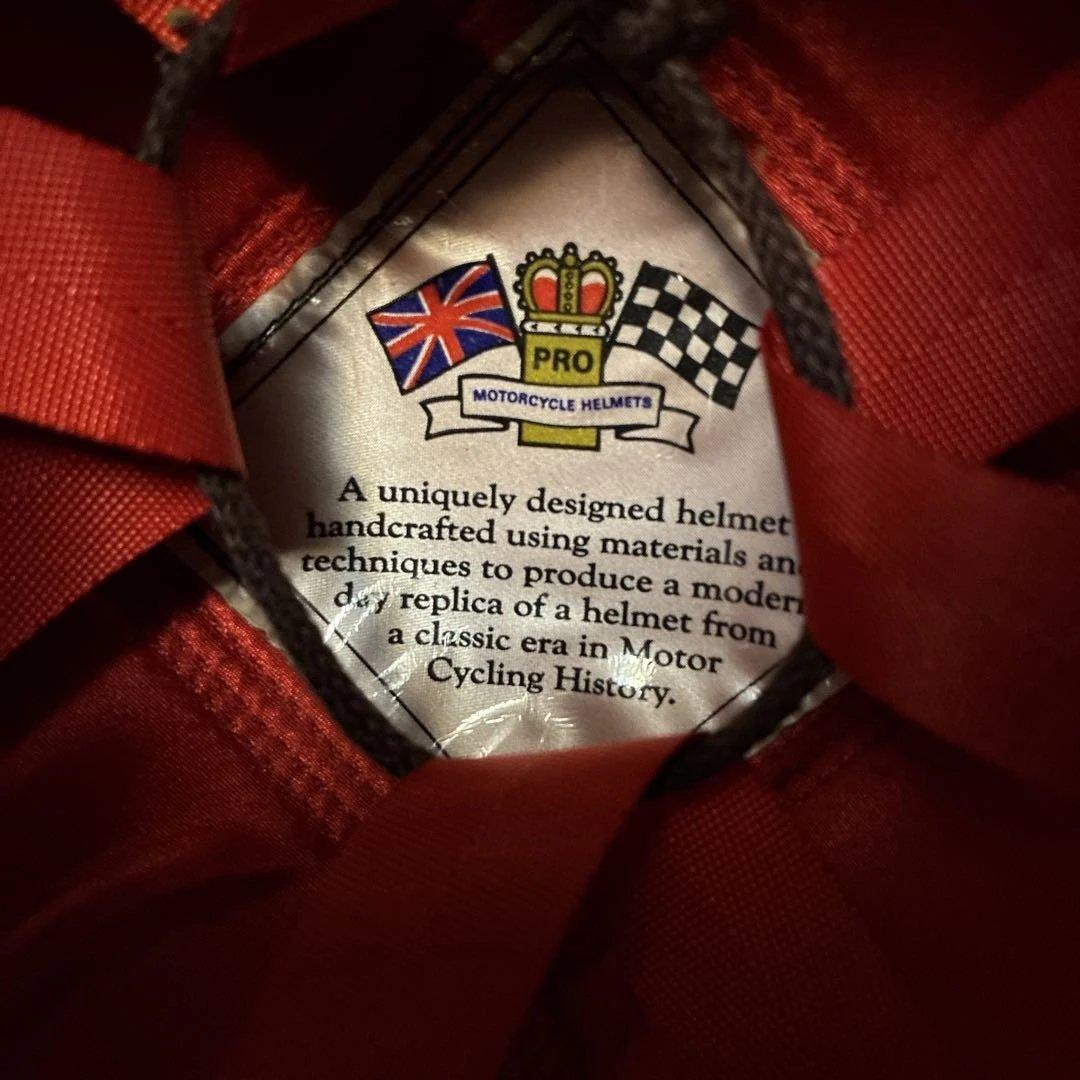 PRO
MOTORCYCLE HELMETS
A uniquely designed helmet
handcrafted using materials an
techniques to produce a modern
day replica of a helmet from
a classic era in Motor
Cycling History.